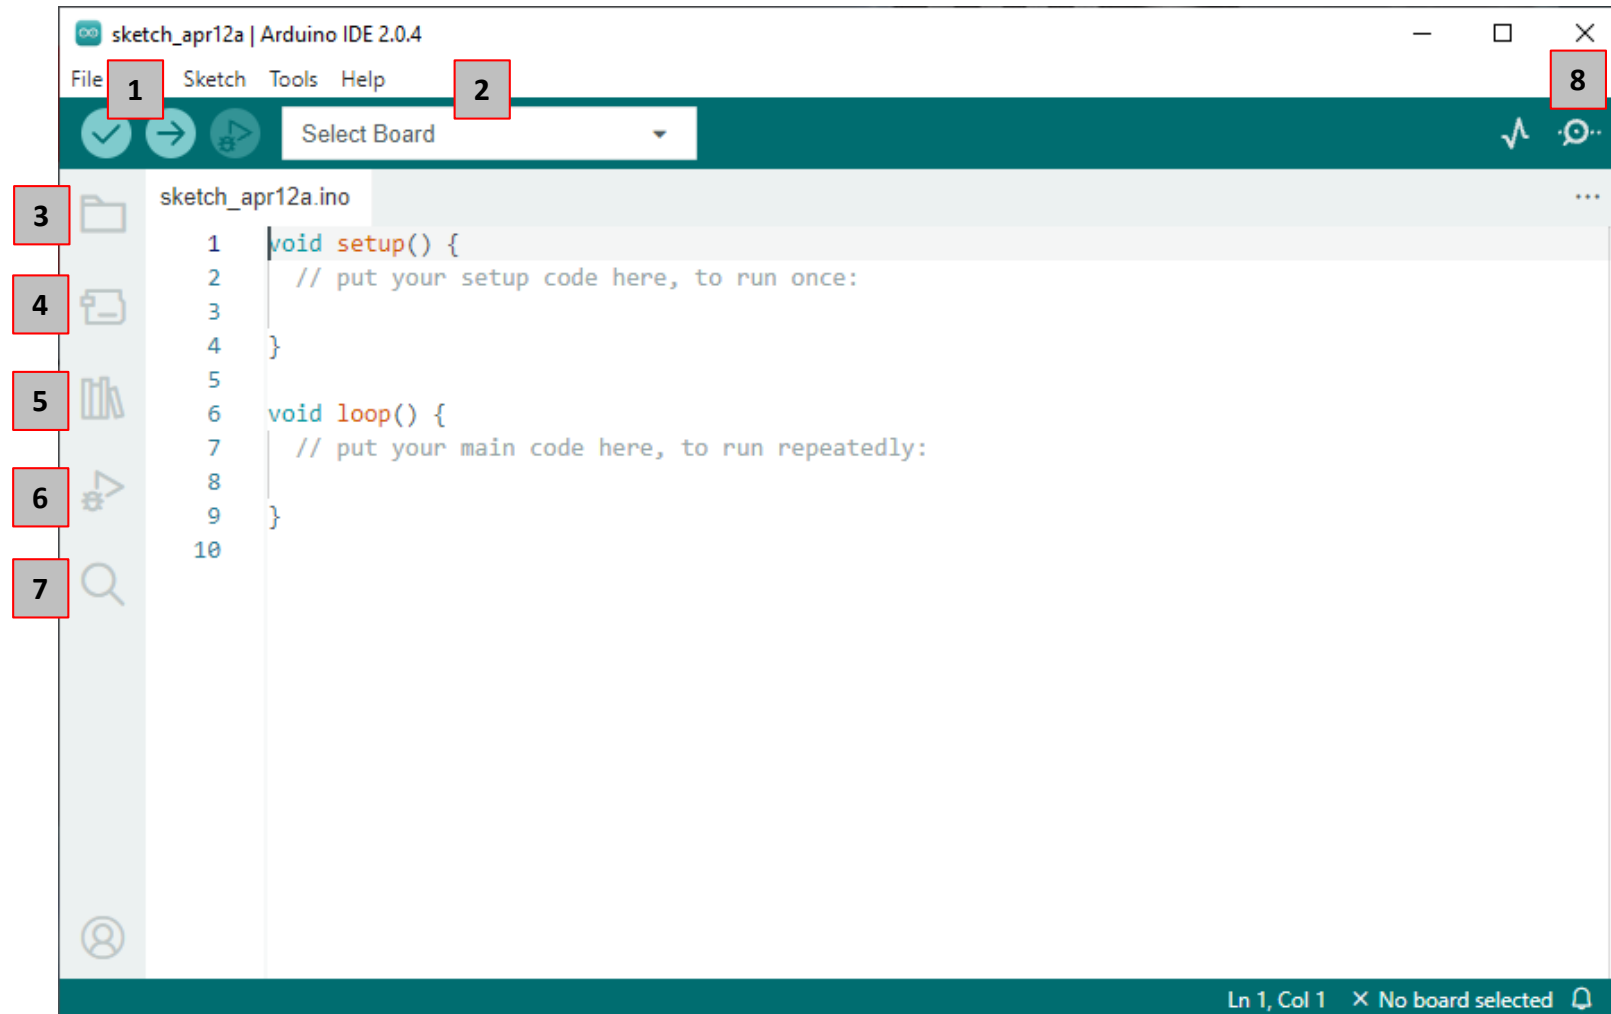 sketch_apr12a | Arduino IDE 2.0.4
File Sketch Tools Help
1 2 8
Select Board
sketch_apr12a.ino
3
4
5
6
7
1 void setup() {
2 // put your setup code here, to run once:
3
4 }
5
6 void loop() {
7 // put your main code here, to run repeatedly:
8
9 }
10
Ln 1, Col 1 × No board selected